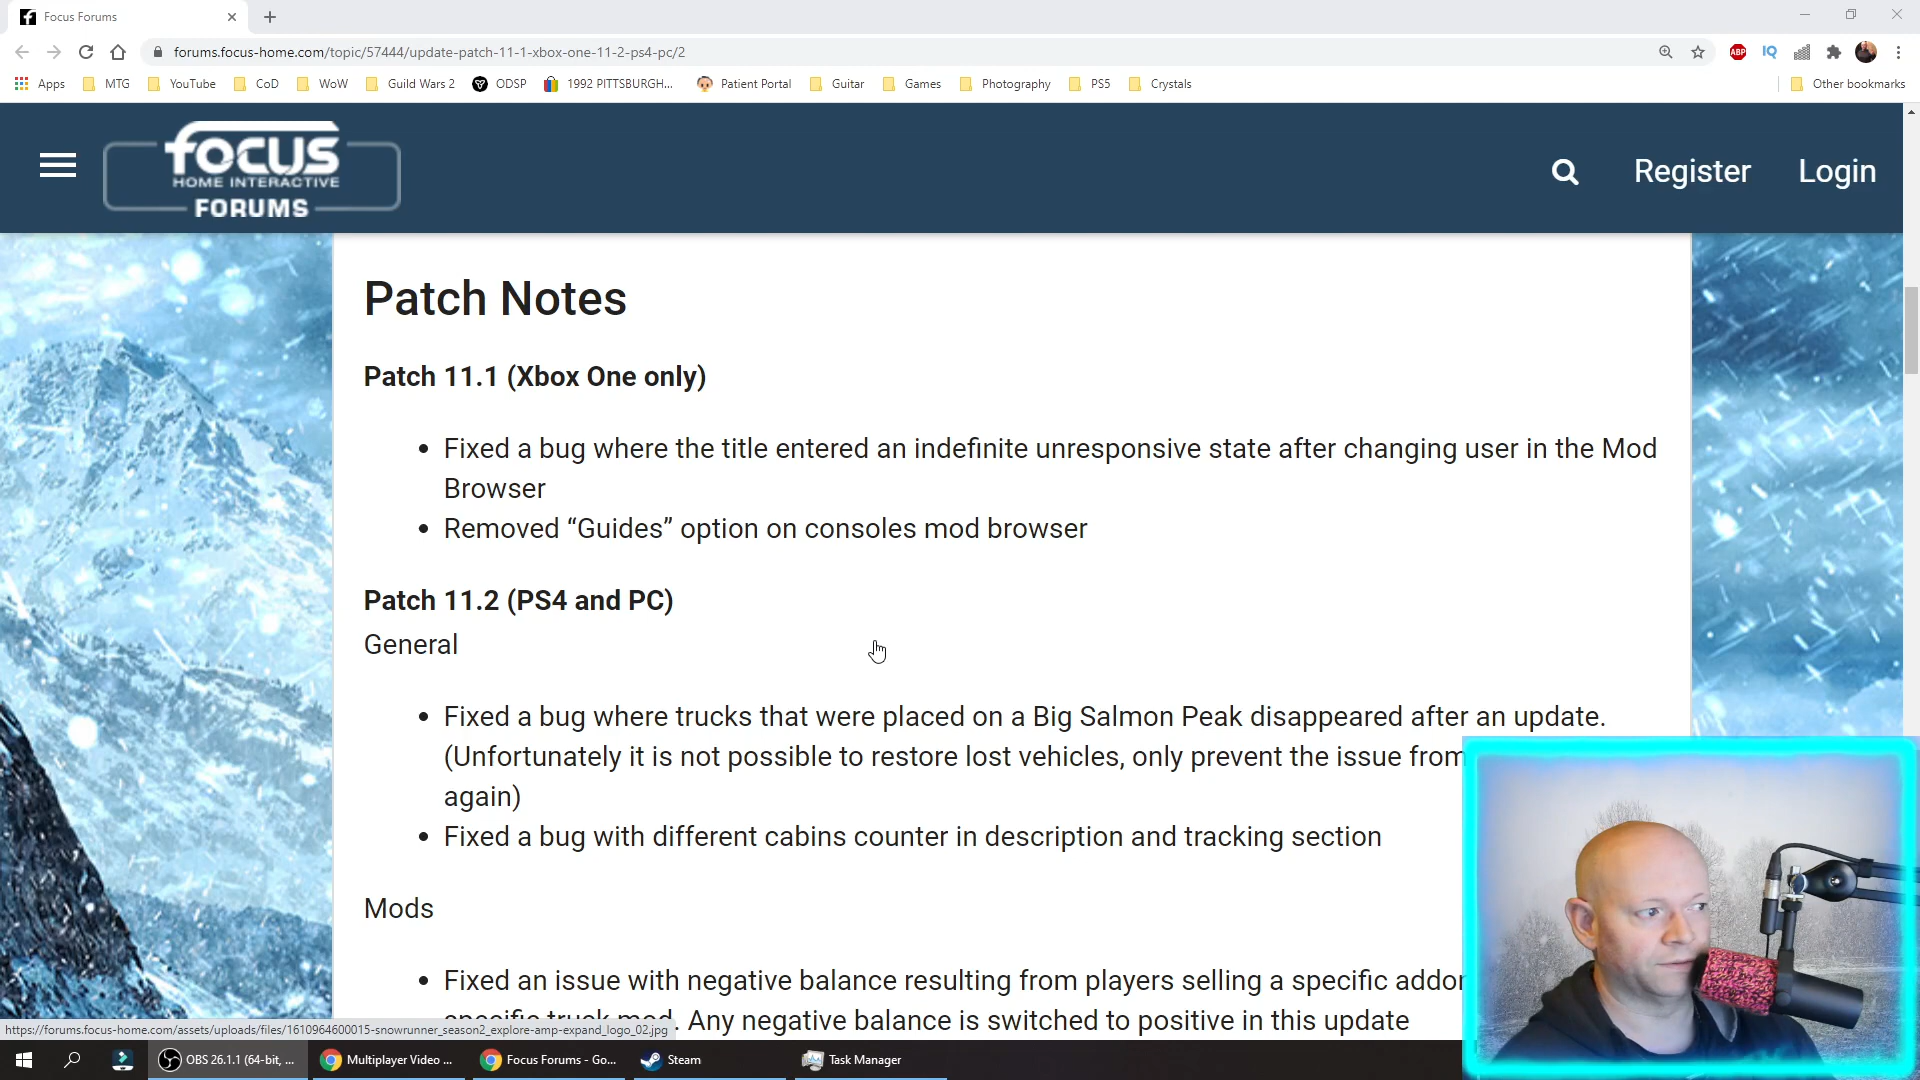 Focus Forums
forums.focus-home.com/topic/57444/update-patch-11-1-xbox-one-11-2-ps4-pc/2
ABP
IQ
Apps MTG YouTube CoD WoW Guild Wars 2 ODSP 1992 PITTSBURGH... Patient Portal Guitar Games Photography PS5 Crystals Other bookmarks
focus
HOME INTERACTIVE
FORUMS
Register Login
Patch Notes
Patch 11.1 (Xbox One only)
• Fixed a bug where the title entered an indefinite unresponsive state after changing user in the Mod
Browser
• Removed “Guides” option on consoles mod browser
Patch 11.2 (PS4 and PC)
General
• Fixed a bug where trucks that were placed on a Big Salmon Peak disappeared after an update.
(Unfortunately it is not possible to restore lost vehicles, only prevent the issue from
again)
• Fixed a bug with different cabins counter in description and tracking section
Mods
• Fixed an issue with negative balance resulting from players selling a specific addon
specific truck mod. Any negative balance is switched to positive in this update
https://forums.focus-home.com/assets/uploads/files/1610964600015-snowrunner_season2_explore-amp-expand_logo_02.jpg
OBS 26.1.1 (64-bit, ... Multiplayer Video ... Focus Forums - Go... Steam Task Manager